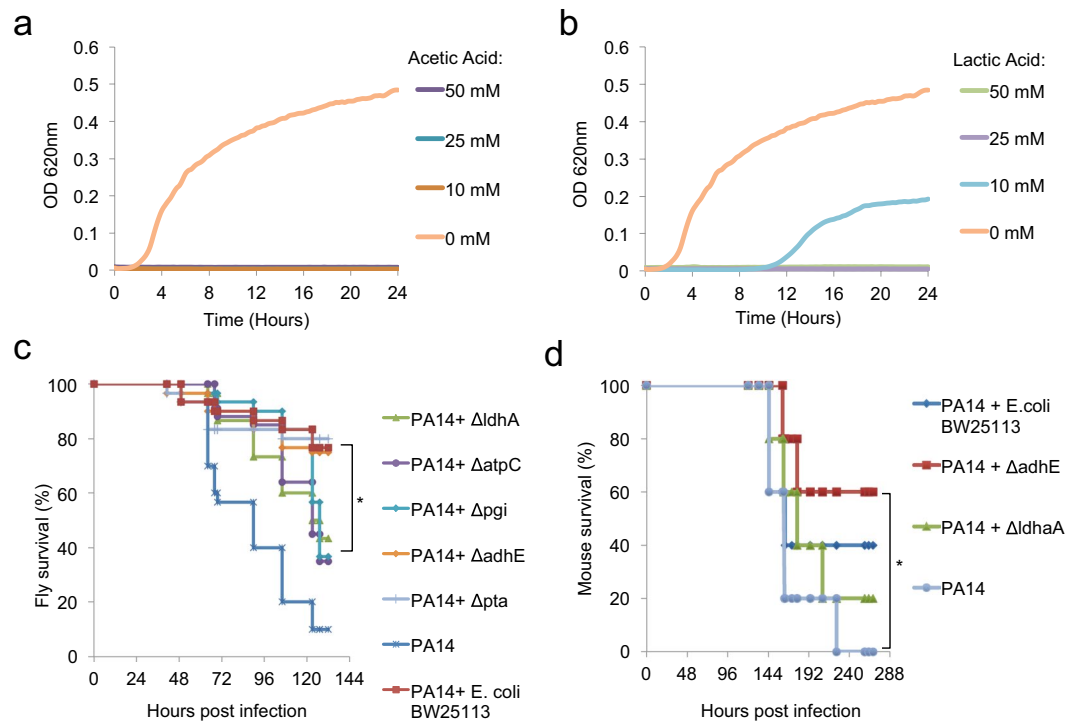 a
b
0.6
0.5
0.4
0.3
0.2
0.1
0
OD 620nm
0 4 8 12 16 20 24
Time (Hours)
Acetic Acid:
50 mM
25 mM
10 mM
0 mM
0.6
0.5
0.4
0.3
0.2
0.1
0
OD 620nm
0 4 8 12 16 20 24
Time (Hours)
Lactic Acid:
50 mM
25 mM
10 mM
0 mM
c
d
100
80
60
40
20
0
Fly survival (%)
0 24 48 72 96 120 144
Hours post infection
*
PA14+ ΔldhA
PA14+ ΔatpC
PA14+ Δpgi
PA14+ ΔadhE
PA14+ Δpta
PA14
PA14+ E. coli
BW25113
100
80
60
40
20
0
Mouse survival (%)
0 48 96 144 192 240 288
Hours post infection
*
PA14 + E.coli
BW25113
PA14 + ΔadhE
PA14 + ΔldhaA
PA14